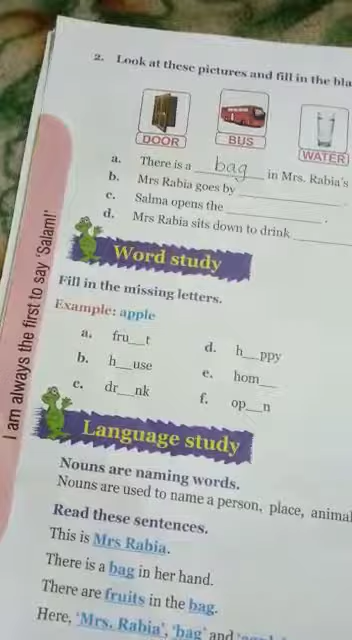 2. Look at these pictures and fill in the
DOOR BUS WATER
a. There is a bag in Mrs. Rabia's
b. Mrs Rabia goes by ________.
c. Salma opens the ________.
d. Mrs Rabia sits down to drink ________
Word study
Fill in the missing letters.
Example: apple
a. fru__t d. h__ppy
b. h__use e. hom__
c. dr__nk f. op__n
Language study
Nouns are naming words.
Nouns are used to name a person, place, animal
Read these sentences.
This is Mrs Rabia.
There is a bag in her hand.
There are fruits in the bag.
Here, 'Mrs. Rabia', 'bag' and
I am always the first to say 'Salam!'